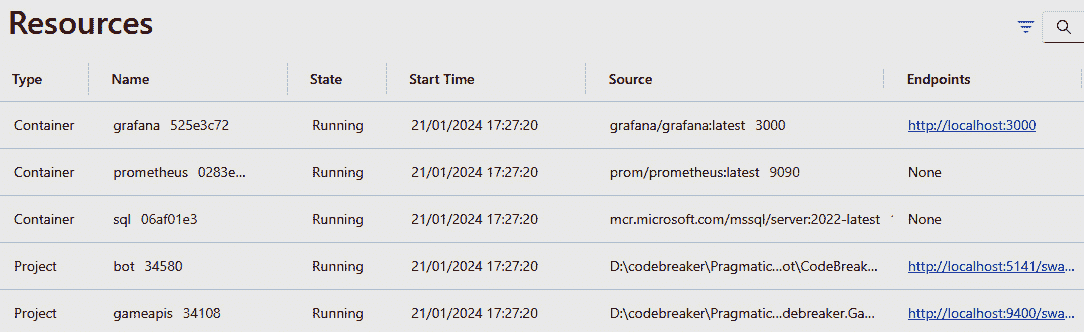 Resources
Type Name State Start Time Source Endpoints
Container grafana 525e3c72 Running 21/01/2024 17:27:20 grafana/grafana:latest 3000 http://localhost:3000
Container prometheus 0283e... Running 21/01/2024 17:27:20 prom/prometheus:latest 9090 None
Container sql 06af01e3 Running 21/01/2024 17:27:20 mcr.microsoft.com/mssql/server:2022-latest None
Project bot 34580 Running 21/01/2024 17:27:20 D:\codebreaker\Pragmatic...ot\CodeBreak... http://localhost:5141/swa...
Project gameapis 34108 Running 21/01/2024 17:27:20 D:\codebreaker\Pragmatic...debreaker.Ga... http://localhost:9400/swa...